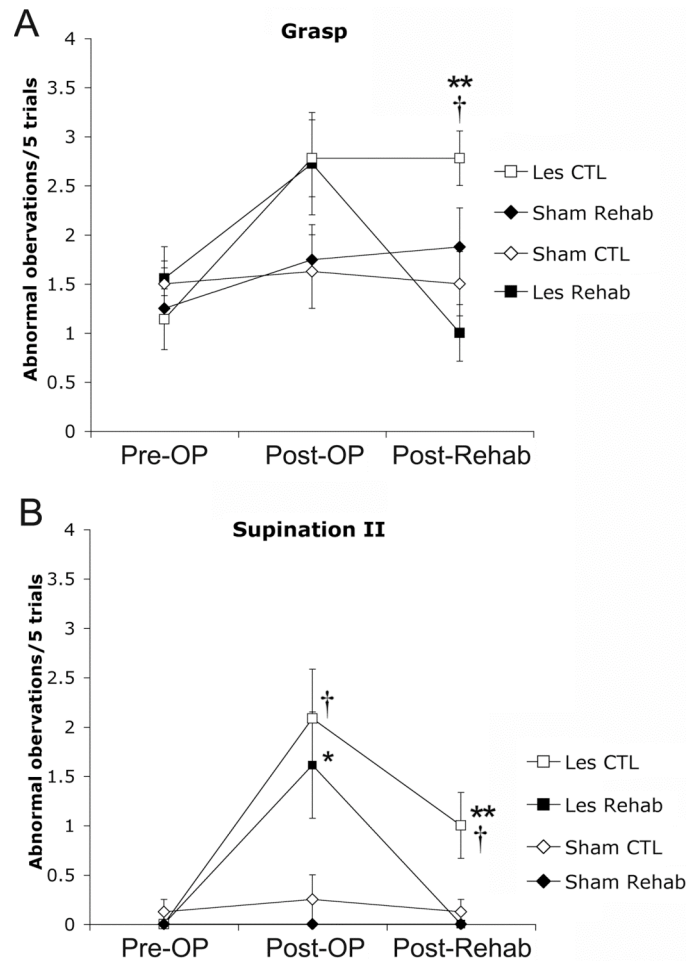 A
Grasp
Abnormal obervations/5 trials
4
3.5
3
2.5
2
1.5
1
0.5
0
**
†
Les CTL
Sham Rehab
Sham CTL
Les Rehab
Pre-OP Post-OP Post-Rehab
B
Supination II
Abnormal obervations/5 trials
4
3.5
3
2.5
2
1.5
1
0.5
0
†
*
**
†
Les CTL
Les Rehab
Sham CTL
Sham Rehab
Pre-OP Post-OP Post-Rehab